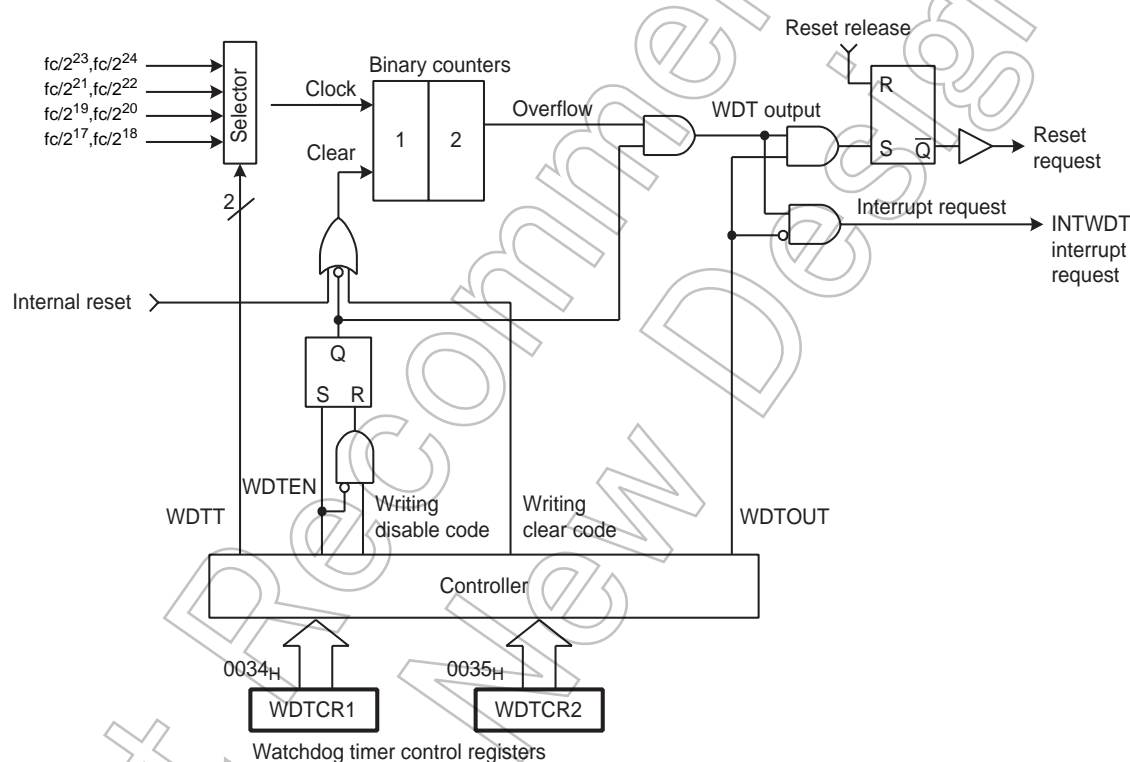 Reset release
fc/2^23,fc/2^24
fc/2^21,fc/2^22
fc/2^19,fc/2^20
fc/2^17,fc/2^18
Selector
Clock
Clear
Binary counters
1 2
Overflow
WDT output
R
S Q̅
Reset
request
Interrupt request
INTWDT
interrupt
request
2
Internal reset
Q
S R
WDTT
WDTEN
Writing
disable code
Writing
clear code
WDTOUT
Controller
0034H
0035H
WDTCR1
WDTCR2
Watchdog timer control registers